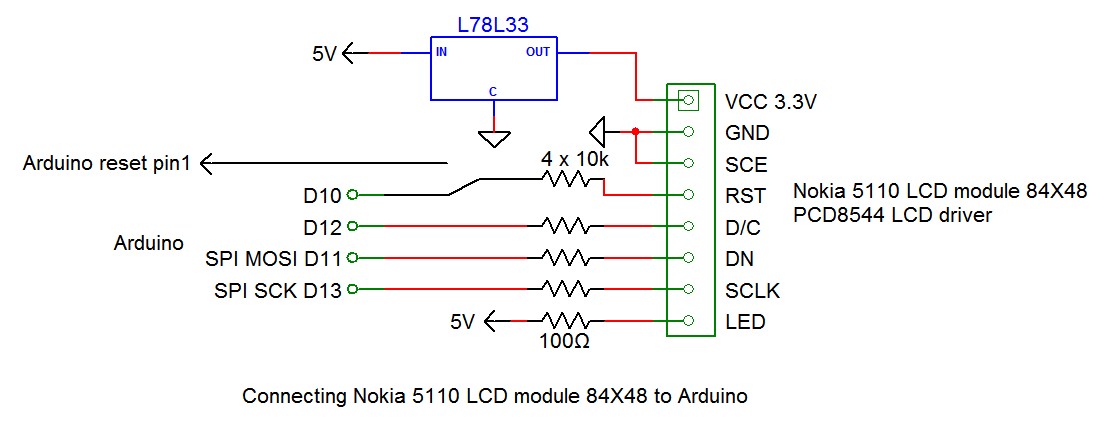 L78L33
5V
IN
OUT
C
VCC 3.3V
GND
4 x 10k
SCE
Arduino reset pin1
D10
RST
Nokia 5110 LCD module 84X48
PCD8544 LCD driver
D12
D/C
Arduino
SPI MOSI D11
DN
SPI SCK D13
SCLK
5V
LED
100Ω
Connecting Nokia 5110 LCD module 84X48 to Arduino